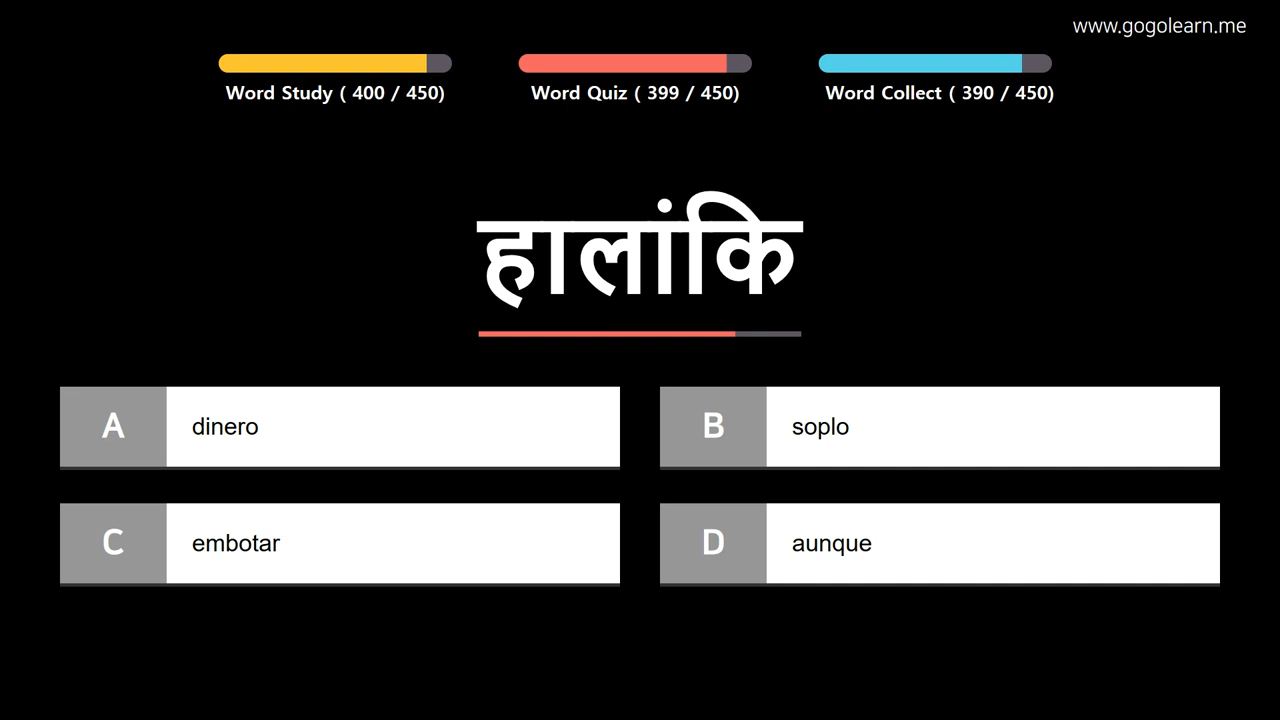 www.gogolearn.me
Word Study ( 400 / 450)
Word Quiz ( 399 / 450)
Word Collect ( 390 / 450)
हालांकि
A dinero
B soplo
C embotar
D aunque